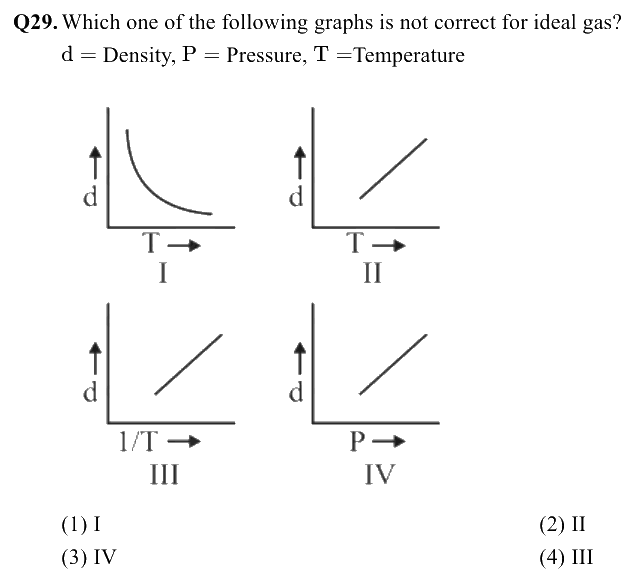 Q29. Which one of the following graphs is not correct for ideal gas?
d = Density, P = Pressure, T =Temperature
d
T
I
d
T
II
d
1/T
III
d
P
IV
(1) I
(2) II
(3) IV
(4) III